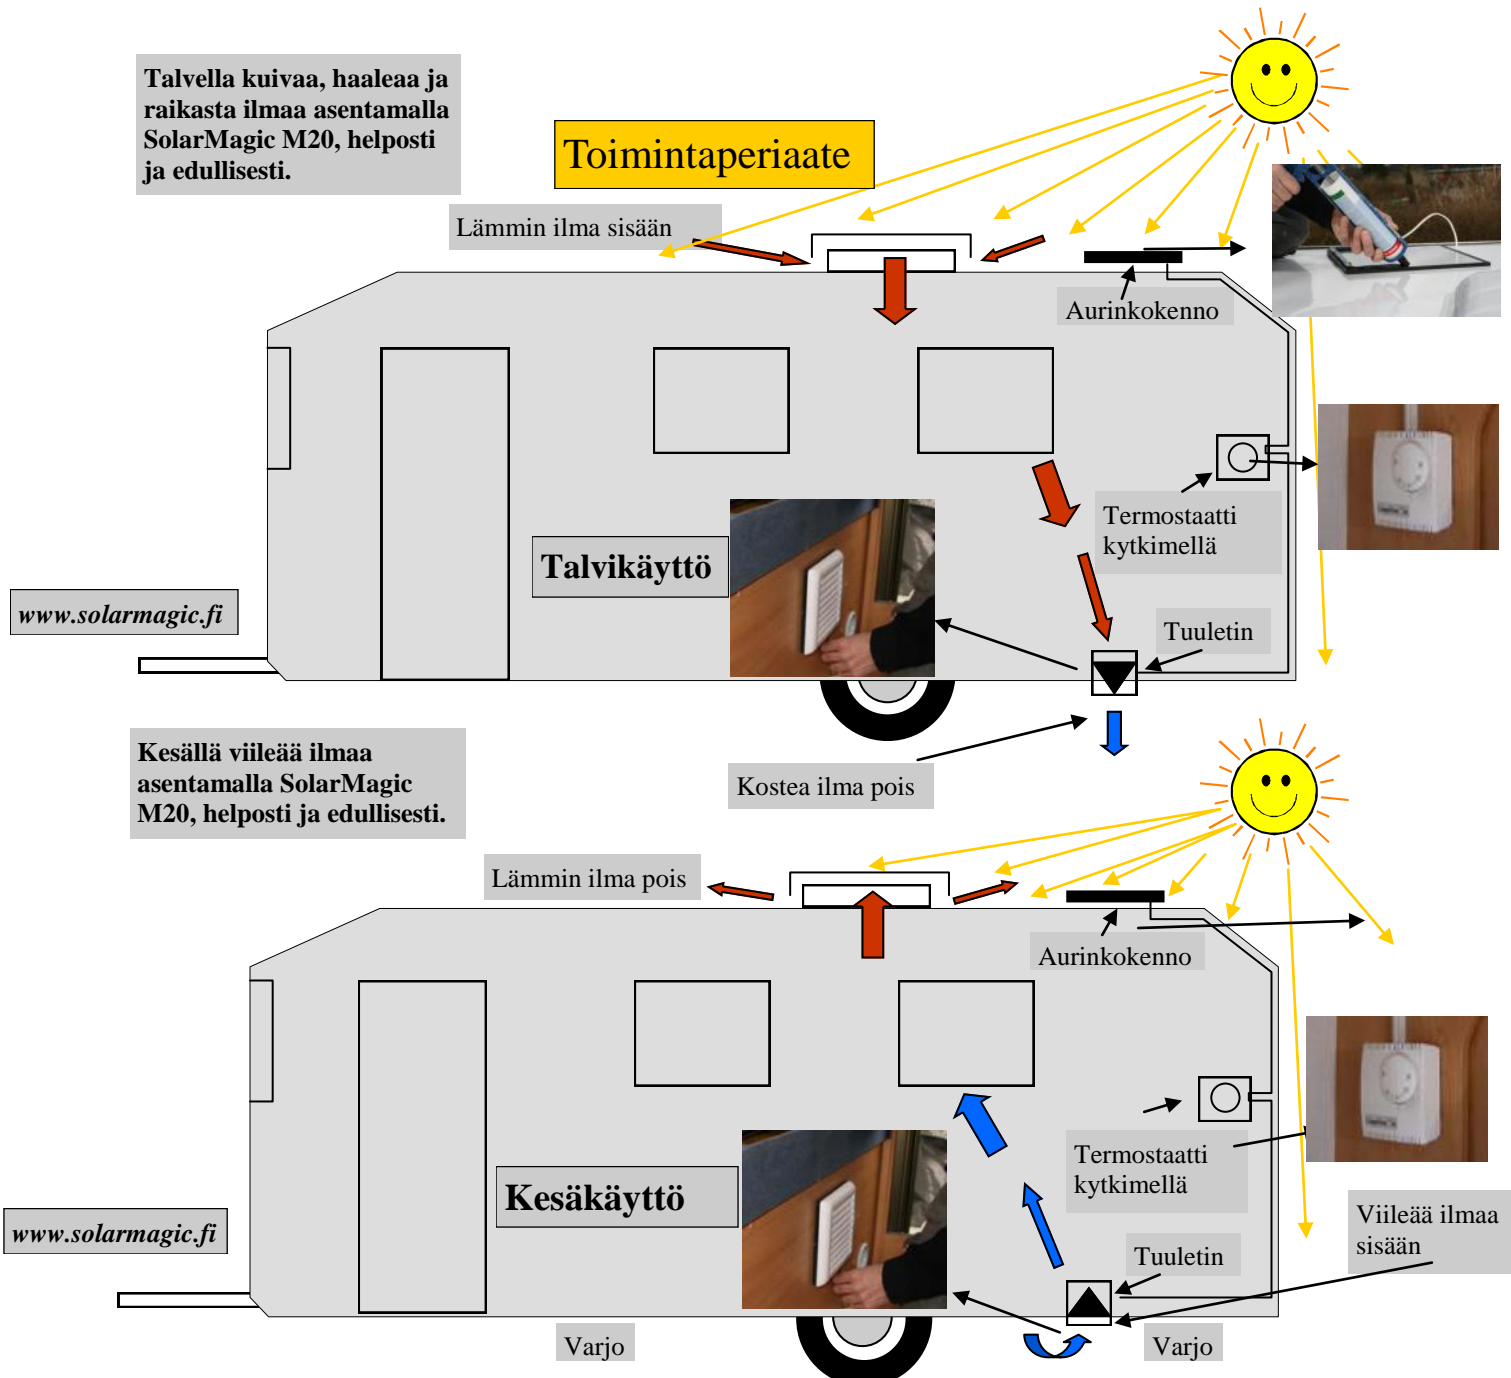 Talvella kuivaa, haaleaa ja
raikasta ilmaa asentamalla
SolarMagic M20, helposti
ja edullisesti.
Toimintaperiaate
Lämmin ilma sisään
Aurinkokenno
Termostaatti
kytkimellä
Talvikäyttö
www.solarmagic.fi
Tuuletin
Kostea ilma pois
Kesällä viileää ilmaa
asentamalla SolarMagic
M20, helposti ja edullisesti.
Lämmin ilma pois
Aurinkokenno
Termostaatti
kytkimellä
Kesäkäyttö
www.solarmagic.fi
Viileää ilmaa
sisään
Tuuletin
Varjo
Varjo